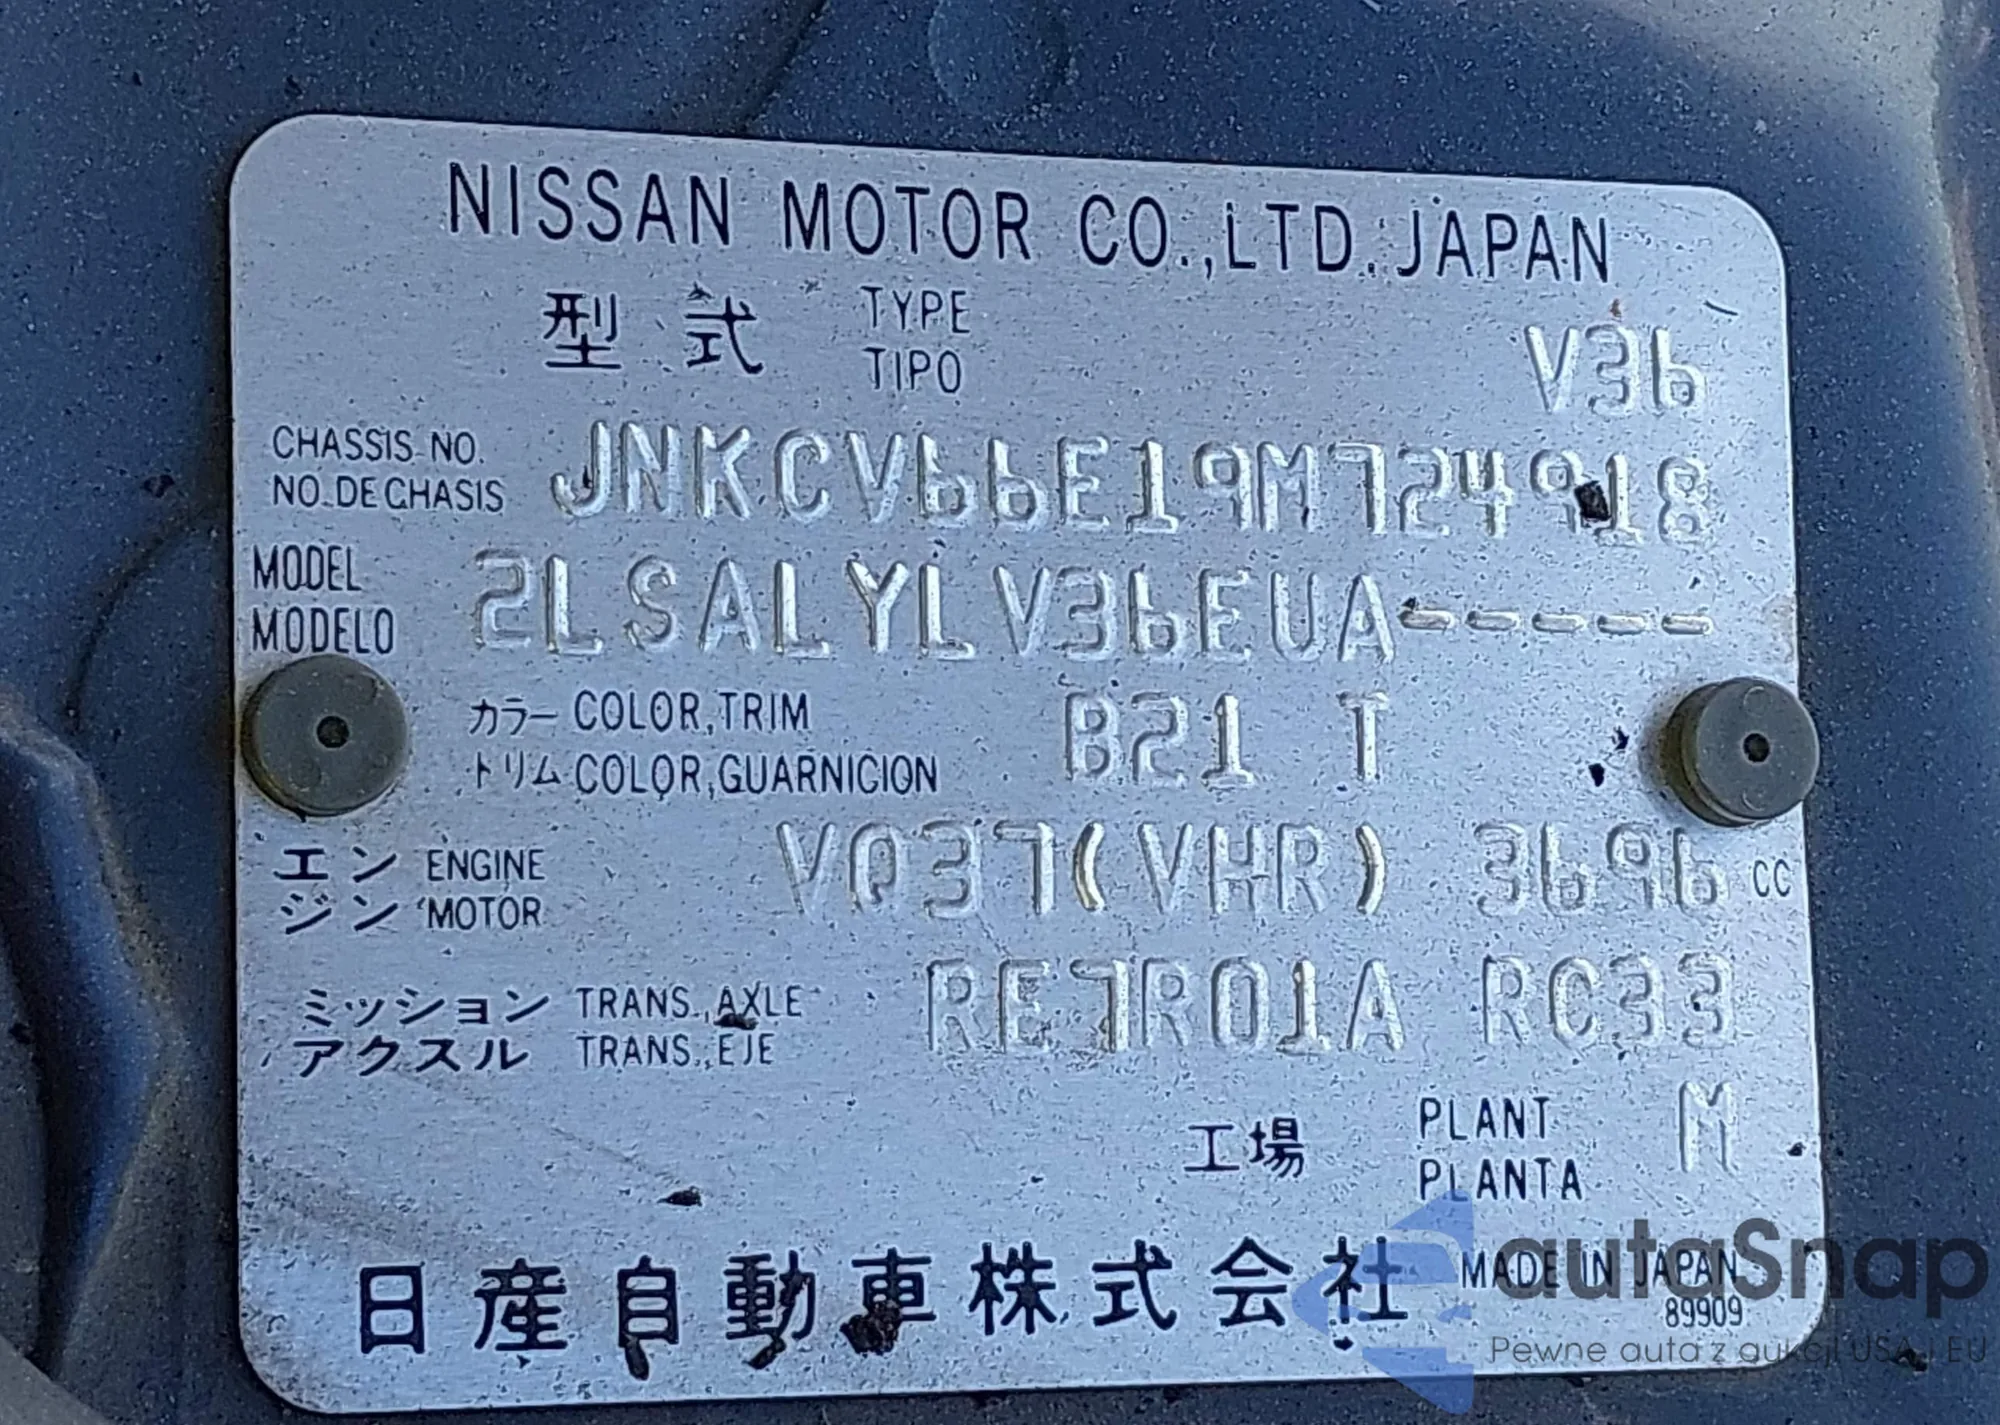 NISSAN MOTOR CO.,LTD. JAPAN
型式 TYPE V36
TIPO
CHASSIS NO. JNKCV66E19M724918
NO. DE CHASIS
MODEL 2LSALYLV36EUA-----
MODELO
カラー COLOR,TRIM B21 T
トリム COLOR,GUARNICION
エン ENGINE VQ37(VHR) 3696 CC
ジン MOTOR
ミッション TRANS.,AXLE RE7R01A RC33
アクスル TRANS.,EJE
工場 PLANT M
PLANTA
日産自動車株式会社 MADE IN JAPAN
89909
autaSnap
Pewne auta z aukcji USA i EU